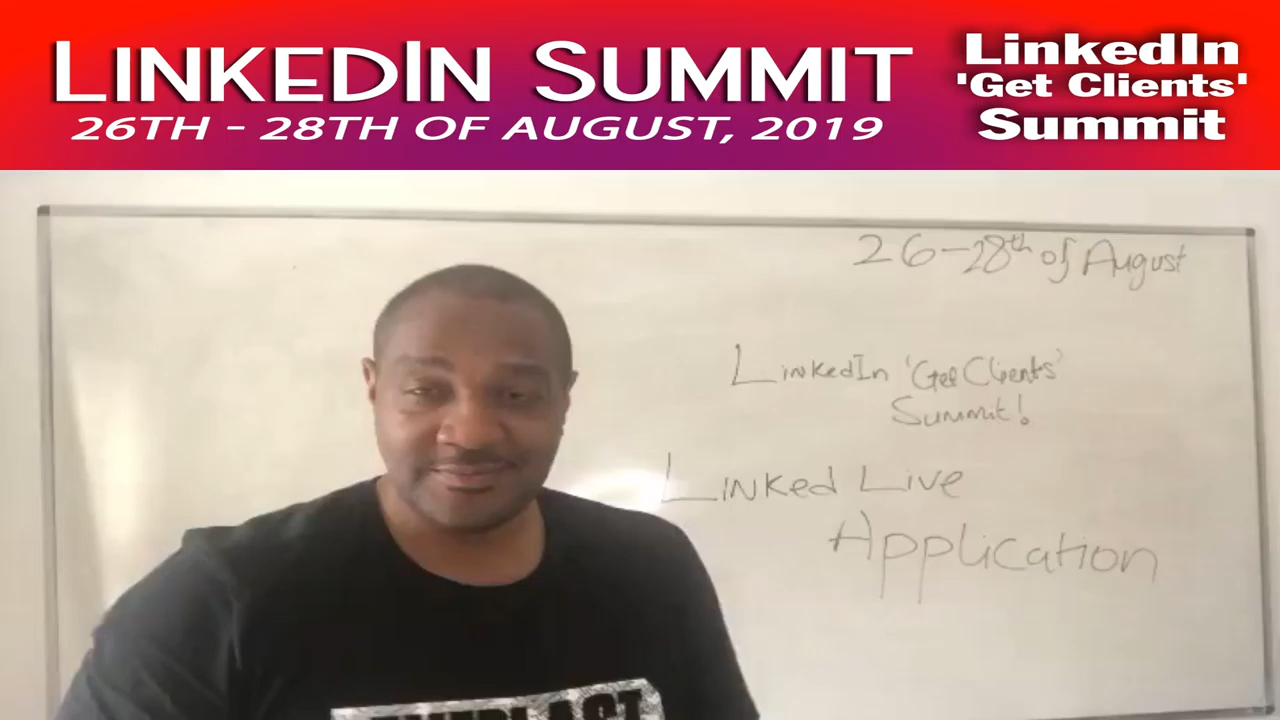 LINKEDIN SUMMIT
26TH - 28TH OF AUGUST, 2019
LinkedIn
'Get Clients'
Summit
26-28th of August
LinkedIn 'Get Clients'
Summit!
Linked Live
Application
EVERLAST